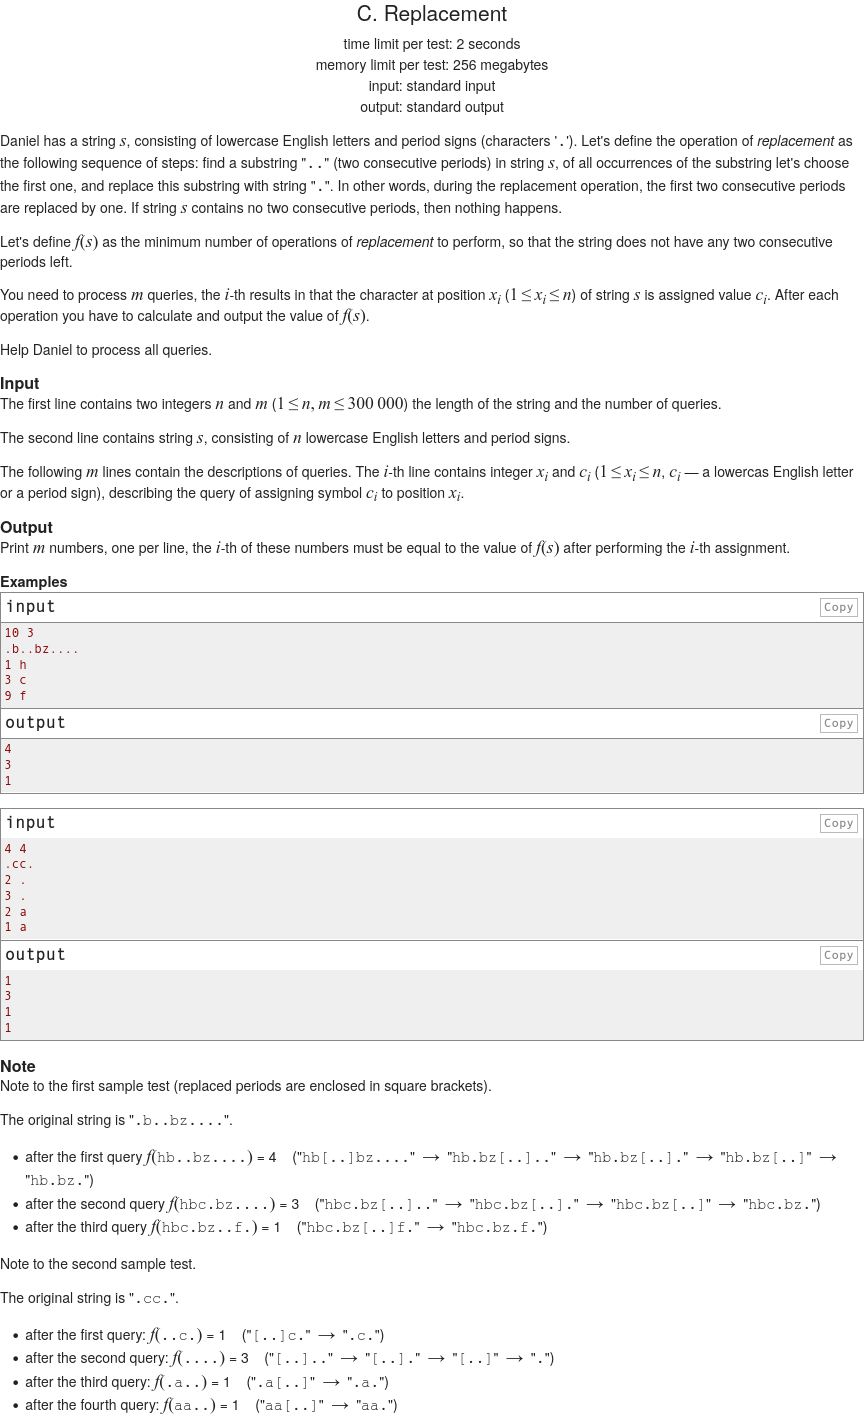 C. Replacement
time limit per test: 2 seconds
memory limit per test: 256 megabytes
input: standard input
output: standard output
Daniel has a string s, consisting of lowercase English letters and period signs (characters '.'). Let's define the operation of replacement as
the following sequence of steps: find a substring ".." (two consecutive periods) in string s, of all occurrences of the substring let's choose
the first one, and replace this substring with string ".". In other words, during the replacement operation, the first two consecutive periods
are replaced by one. If string s contains no two consecutive periods, then nothing happens.
Let's define f(s) as the minimum number of operations of replacement to perform, so that the string does not have any two consecutive
periods left.
You need to process m queries, the i-th results in that the character at position xi (1 ≤ xi ≤ n) of string s is assigned value ci. After each
operation you have to calculate and output the value of f(s).
Help Daniel to process all queries.
Input
The first line contains two integers n and m (1 ≤ n, m ≤ 300 000) the length of the string and the number of queries.
The second line contains string s, consisting of n lowercase English letters and period signs.
The following m lines contain the descriptions of queries. The i-th line contains integer xi and ci (1 ≤ xi ≤ n, ci — a lowercas English letter
or a period sign), describing the query of assigning symbol ci to position xi.
Output
Print m numbers, one per line, the i-th of these numbers must be equal to the value of f(s) after performing the i-th assignment.
Examples
input Copy
10 3
.b..bz....
1 h
3 c
9 f
output Copy
4
3
1
input Copy
4 4
.cc.
2 .
3 .
2 a
1 a
output Copy
1
3
1
1
Note
Note to the first sample test (replaced periods are enclosed in square brackets).
The original string is ".b..bz....".
• after the first query f(hb..bz....) = 4 ("hb[..]bz...." → "hb.bz[..].." → "hb.bz[..]." → "hb.bz[..]" →
"hb.bz.")
• after the second query f(hbc.bz....) = 3 ("hbc.bz[..].." → "hbc.bz[..]." → "hbc.bz[..]" → "hbc.bz.")
• after the third query f(hbc.bz..f.) = 1 ("hbc.bz[..]f." → "hbc.bz.f.")
Note to the second sample test.
The original string is ".cc.".
• after the first query: f(..c.) = 1 ("[..]c." → ".c.")
• after the second query: f(....) = 3 ("[..].." → "[..]." → "[..]" → ".")
• after the third query: f(.a..) = 1 (".a[..]" → ".a.")
• after the fourth query: f(aa..) = 1 ("aa[..]" → "aa.")